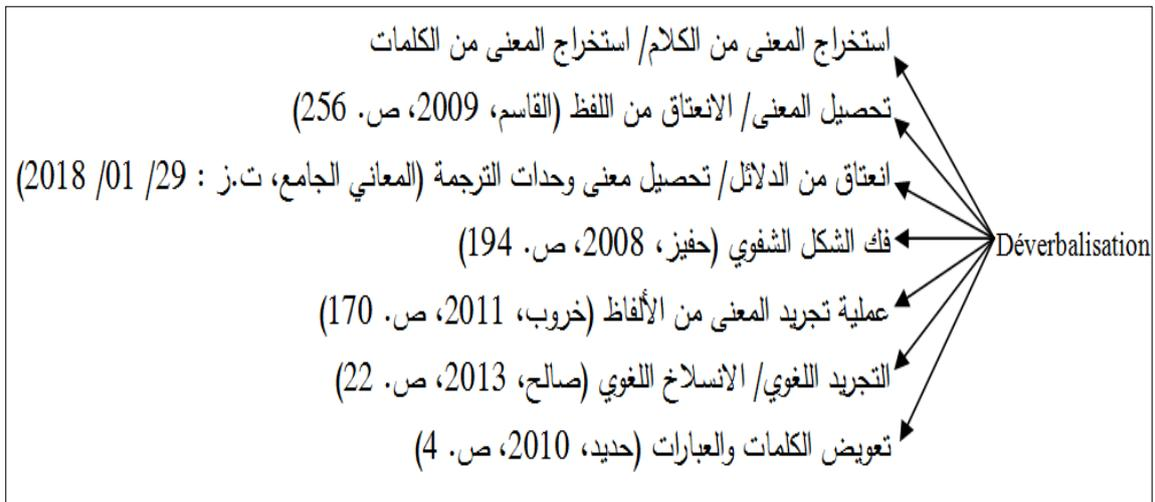 استخراج المعنى من الكلام/ استخراج المعنى من الكلمات
تحصيل المعنى/ الانعتاق من اللفظ (القاسم، 2009، ص. 256)
انعتاق من الدلائل/ تحصيل معنى وحدات الترجمة (المعاني الجامع، ت.ز : 29/ 01/ 2018)
فك الشكل الشفوي (حفيز، 2008، ص. 194)
Déverbalisation
عملية تجريد المعنى من الألفاظ (خروب، 2011، ص. 170)
التجريد اللغوي/ الانسلاخ اللغوي (صالح، 2013، ص. 22)
تعويض الكلمات والعبارات (حديد، 2010، ص. 4)